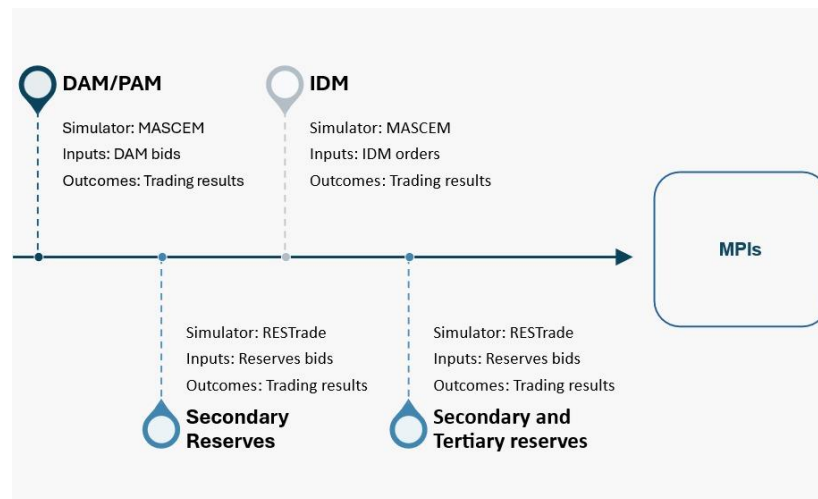 DAM/PAM
Simulator: MASCEM
Inputs: DAM bids
Outcomes: Trading results
IDM
Simulator: MASCEM
Inputs: IDM orders
Outcomes: Trading results
MPIs
Simulator: RESTrade
Inputs: Reserves bids
Outcomes: Trading results
Secondary
Reserves
Simulator: RESTrade
Inputs: Reserves bids
Outcomes: Trading results
Secondary and
Tertiary reserves